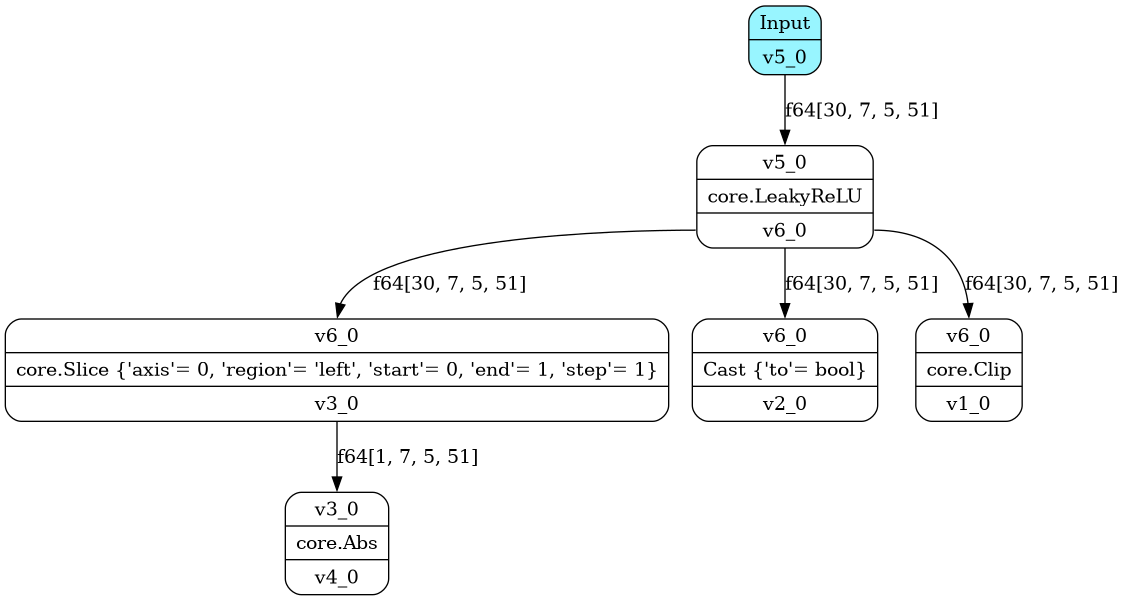 Input
v5_0
f64[30, 7, 5, 51]
v5_0
core.LeakyReLU
v6_0
f64[30, 7, 5, 51]
f64[30, 7, 5, 51]
f64[30, 7, 5, 51]
v6_0
core.Slice {'axis'= 0, 'region'= 'left', 'start'= 0, 'end'= 1, 'step'= 1}
v3_0
v6_0
Cast {'to'= bool}
v2_0
v6_0
core.Clip
v1_0
f64[1, 7, 5, 51]
v3_0
core.Abs
v4_0